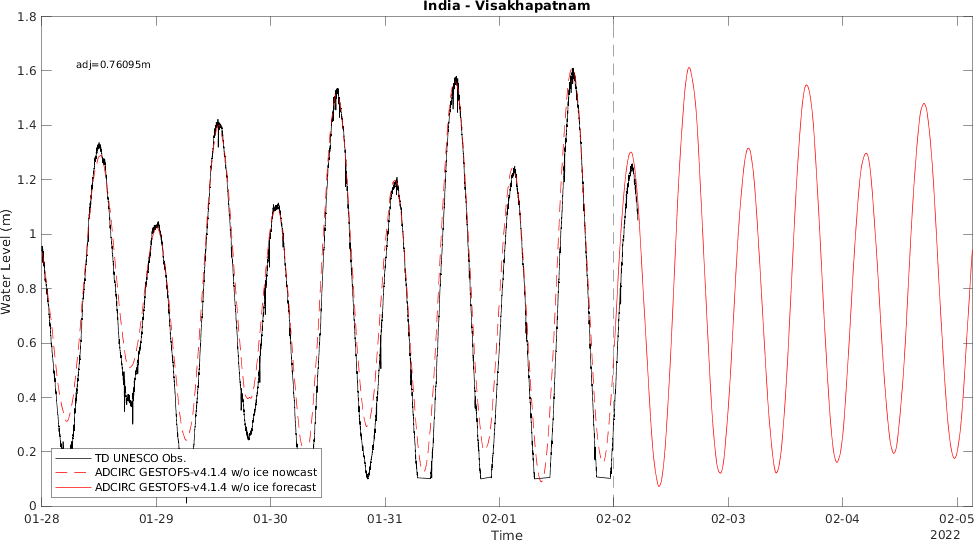 India - Visakhapatnam
1.8
1.6
1.4
1.2
1
0.8
0.6
0.4
0.2
0
Water Level (m)
adj=0.76095m
TD UNESCO Obs.
ADCIRC GESTOFS-v4.1.4 w/o ice nowcast
ADCIRC GESTOFS-v4.1.4 w/o ice forecast
01-28 01-29 01-30 01-31 02-01 02-02 02-03 02-04 02-05
Time
2022